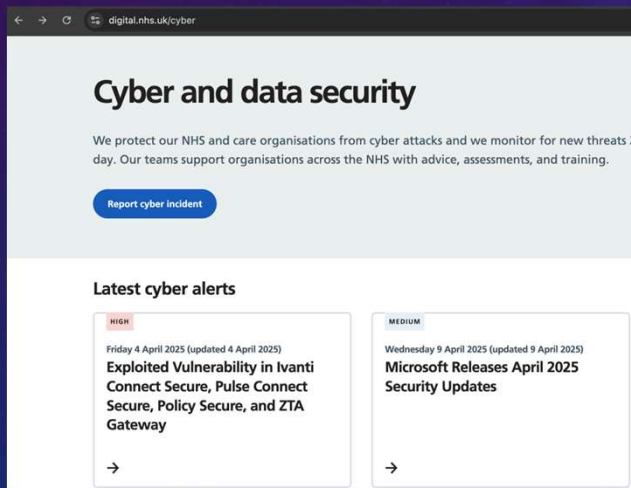 digital.nhs.uk/cyber
Cyber and data security
We protect our NHS and care organisations from cyber attacks and we monitor for new threats
day. Our teams support organisations across the NHS with advice, assessments, and training.
Report cyber incident
Latest cyber alerts
HIGH
Friday 4 April 2025 (updated 4 April 2025)
Exploited Vulnerability in Ivanti
Connect Secure, Pulse Connect
Secure, Policy Secure, and ZTA
Gateway
MEDIUM
Wednesday 9 April 2025 (updated 9 April 2025)
Microsoft Releases April 2025
Security Updates